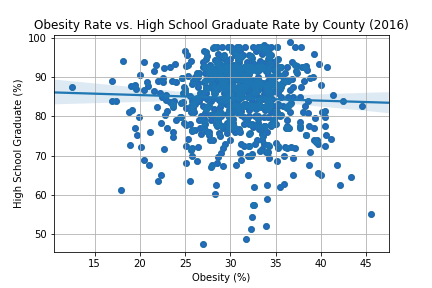 Obesity Rate vs. High School Graduate Rate by County (2016)
100
90
80
70
60
50
High School Graduate (%)
15 20 25 30 35 40 45
Obesity (%)